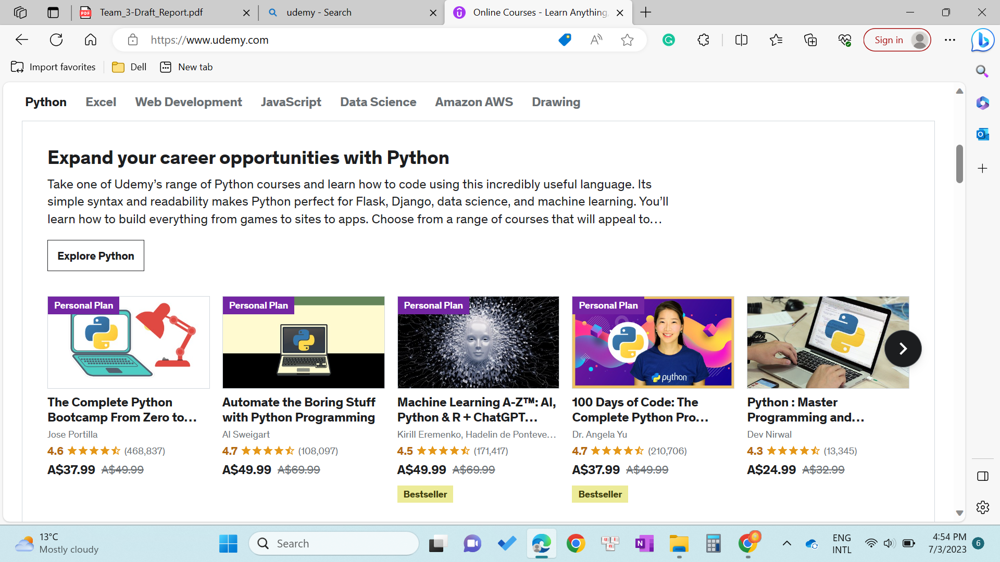 Team_3-Draft_Report.pdf
udemy - Search
Online Courses - Learn Anything,
https://www.udemy.com
Sign in
Import favorites
Dell
New tab
Python Excel Web Development JavaScript Data Science Amazon AWS Drawing
Expand your career opportunities with Python
Take one of Udemy’s range of Python courses and learn how to code using this incredibly useful language. Its
simple syntax and readability makes Python perfect for Flask, Django, data science, and machine learning. You’ll
learn how to build everything from games to sites to apps. Choose from a range of courses that will appeal to…
Explore Python
Personal Plan
The Complete Python
Bootcamp From Zero to…
Jose Portilla
4.6 (468,837)
A$37.99 A$49.99
Personal Plan
Automate the Boring Stuff
with Python Programming
Al Sweigart
4.7 (108,097)
A$49.99 A$69.99
Personal Plan
Machine Learning A-Z™: AI,
Python & R + ChatGPT…
Kirill Eremenko, Hadelin de Ponteve…
4.5 (171,417)
A$49.99 A$69.99
Bestseller
Personal Plan
python
100 Days of Code: The
Complete Python Pro…
Dr. Angela Yu
4.7 (210,706)
A$37.99 A$49.99
Bestseller
Python : Master
Programming and…
Dev Nirwal
4.3 (13,345)
A$24.99 A$32.99
13°C
Mostly cloudy
Search
ENG
INTL
4:54 PM
7/3/2023
6